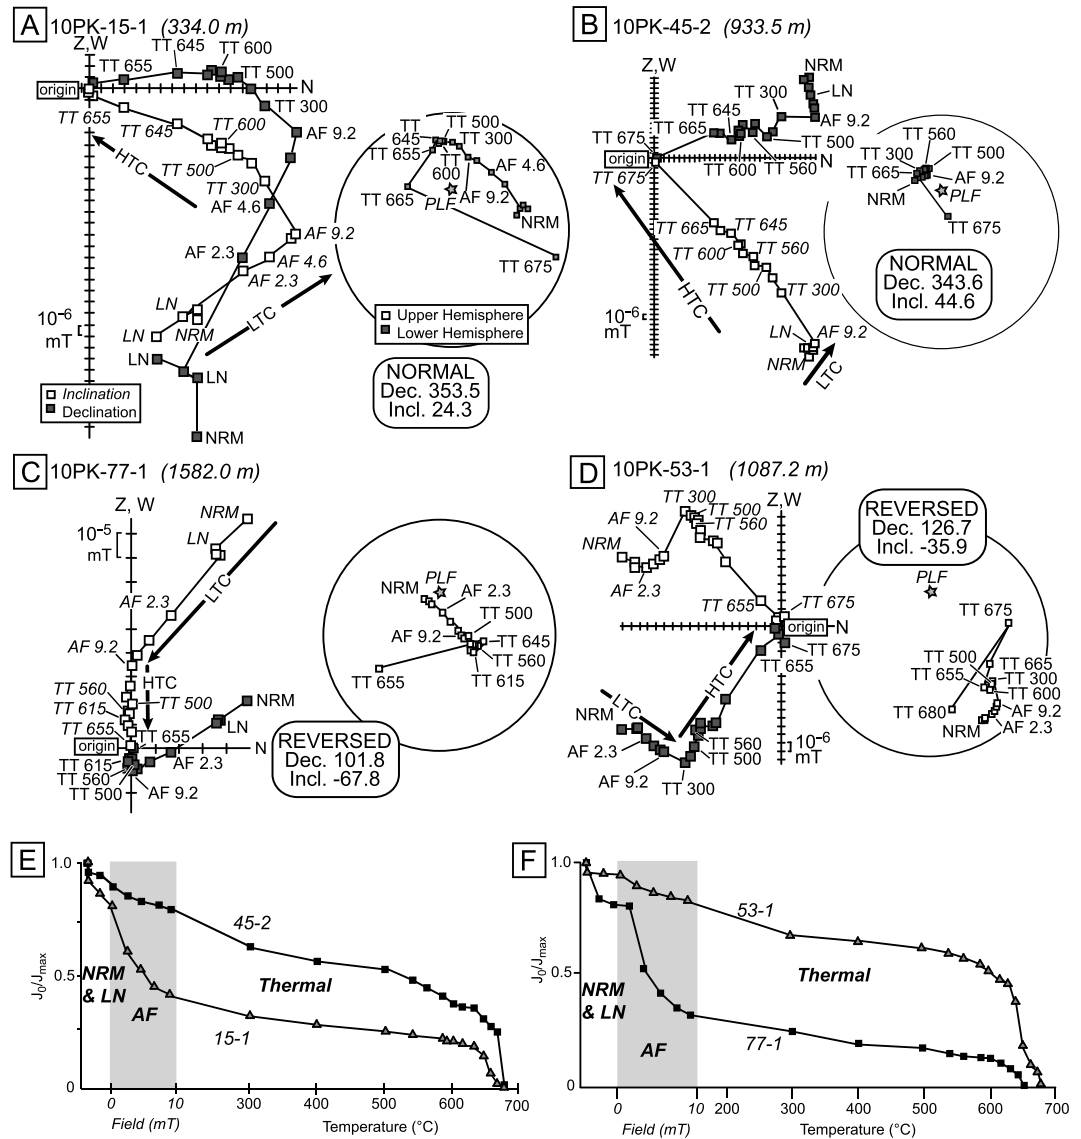 A 10PK-15-1 (334.0 m)
Z,W
TT 645
TT 600
TT 655
TT 500
origin
N
TT 300
TT 655
TT 645
TT 600
AF 9.2
HTC
TT 500
TT 300
AF 4.6
AF 9.2
AF 2.3
AF 4.6
AF 2.3
LN
LTC
10-6
mT
LN
NRM
LN
LN
Inclination
Declination
NRM
TT
645
TT 500
TT 300
TT 655
TT
600
AF 4.6
TT 665
PLF
AF 9.2
NRM
TT 675
Upper Hemisphere
Lower Hemisphere
NORMAL
Dec. 353.5
Incl. 24.3
B 10PK-45-2 (933.5 m)
Z,W
NRM
TT 300
LN
TT 645
TT 665
AF 9.2
TT 675
TT 500
origin
N
TT 600
TT 560
TT 675
TT 665
TT 645
TT 600
TT 560
TT 500
TT 300
HTC
10-6
mT
LN
AF 9.2
NRM
LTC
TT 560
TT 300
TT 500
TT 665
AF 9.2
NRM
PLF
TT 675
NORMAL
Dec. 343.6
Incl. 44.6
C 10PK-77-1 (1582.0 m)
Z, W
NRM
10-5
mT
LN
LTC
AF 2.3
AF 9.2
HTC
TT 560
TT 500
TT 615
NRM
TT 655
TT 655
LN
origin
N
TT 615
AF 2.3
TT 560
TT 500
AF 9.2
PLF
NRM
AF 2.3
TT 500
AF 9.2
TT 645
TT 560
TT 655
TT 615
REVERSED
Dec. 101.8
Incl. -67.8
D 10PK-53-1 (1087.2 m)
TT 300
Z, W
TT 500
AF 9.2
TT 560
NRM
AF 2.3
TT 655
TT 675
origin
N
TT 675
TT 655
HTC
LTC
NRM
AF 2.3
TT 560
TT 500
AF 9.2
TT 300
10-6
mT
REVERSED
Dec. 126.7
Incl. -35.9
PLF
TT 675
TT 500
TT 665
TT 655
TT 300
TT 600
TT 680
AF 9.2
NRM
AF 2.3
E
1.0
45-2
J0/Jmax
0.5
NRM
& LN
Thermal
AF
15-1
0
0 10 300 400 500 600 700
Field (mT) Temperature (°C)
F
1.0
53-1
J0/Jmax
0.5
NRM
& LN
Thermal
AF
77-1
0
0 10 200 300 400 500 600 700
Field (mT) Temperature (°C)